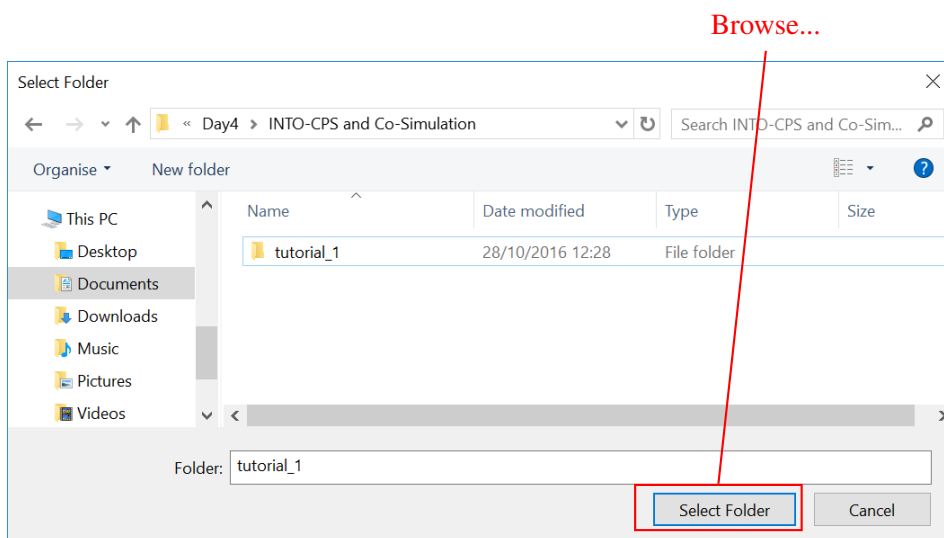 Browse...
Select Folder
« Day4 > INTO-CPS and Co-Simulation
Search INTO-CPS and Co-Sim...
Organise New folder
?
Name Date modified Type Size
This PC
Desktop
Documents
Downloads
Music
Pictures
Videos
tutorial_1 28/10/2016 12:28 File folder
Folder: tutorial_1
Select Folder Cancel